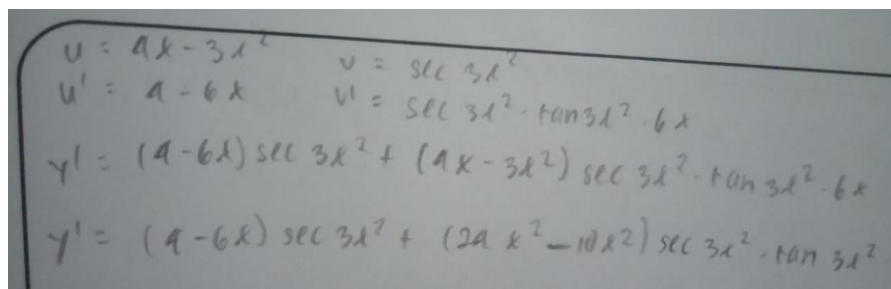 u = 4x - 3x² v = sec 3x²
u' = 4 - 6x v' = sec 3x² · tan 3x² · 6x
y' = (4 - 6x) sec 3x² + (4x - 3x²) sec 3x² · tan 3x² · 6x
y' = (4 - 6x) sec 3x² + (24 x² - 18x²) sec 3x² · tan 3x²